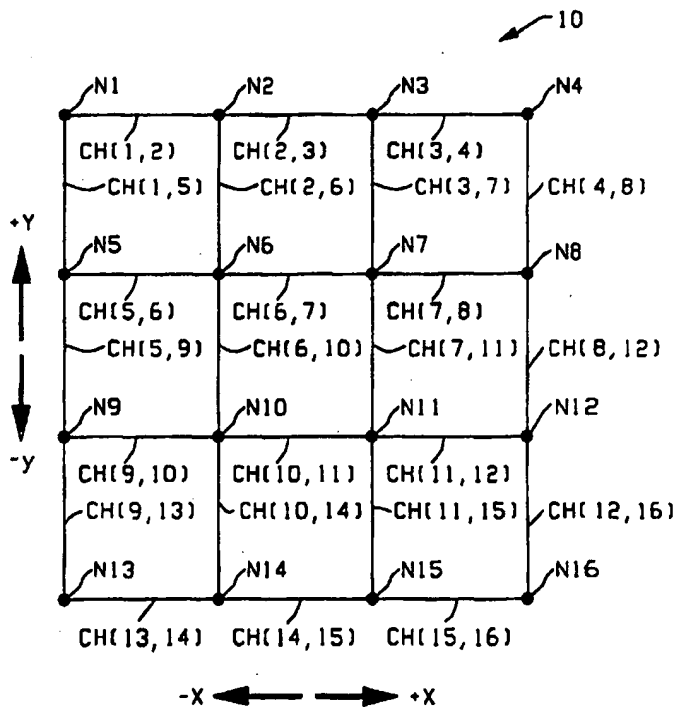 10
N1 N2 N3 N4
CH(1,2) CH(2,3) CH(3,4)
CH(1,5) CH(2,6) CH(3,7) CH(4,8)
+Y
N5 N6 N7 N8
CH(5,6) CH(6,7) CH(7,8)
CH(5,9) CH(6,10) CH(7,11) CH(8,12)
N9 N10 N11 N12
-y
CH(9,10) CH(10,11) CH(11,12)
CH(9,13) CH(10,14) CH(11,15) CH(12,16)
N13 N14 N15 N16
CH(13,14) CH(14,15) CH(15,16)
-X +X